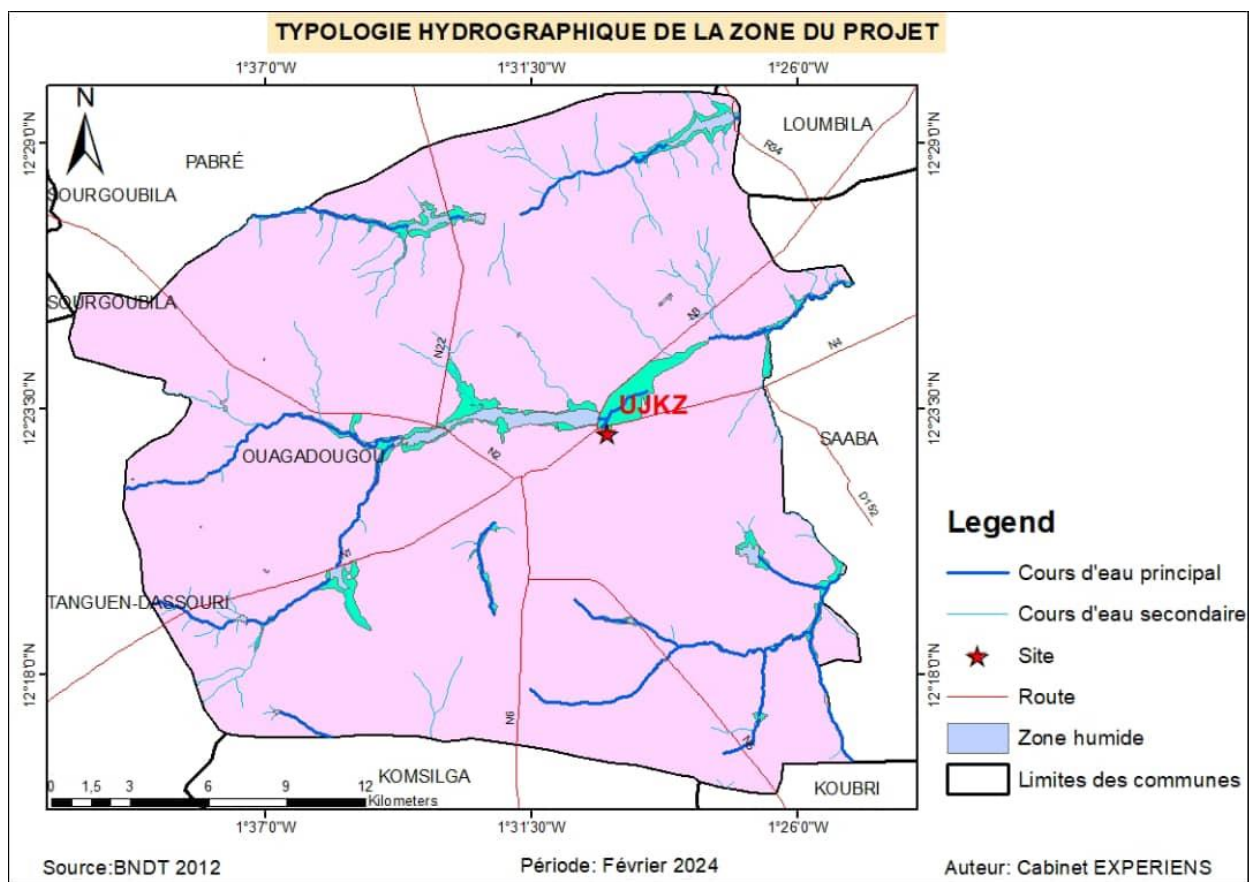 TYPOLOGIE HYDROGRAPHIQUE DE LA ZONE DU PROJET
1°37'0"W 1°31'30"W 1°26'0"W
N
12°29'0"N 12°29'0"N
LOUMBILA
R34
PABRÉ
SOURGOUBILA
SOURGOUBILA
N3
N22
N4
12°23'30"N 12°23'30"N
UJKZ
SAABA
OUAGADOUGOU
N2
D152
N1
TANGUEN-DASSOURI
12°18'0"N 12°18'0"N
N6
N5
KOMSILGA
KOUBRI
0 1,5 3 6 9 12
Kilometers
1°37'0"W 1°31'30"W 1°26'0"W
Legend
Cours d'eau principal
Cours d'eau secondaire
Site
Route
Zone humide
Limites des communes
Source:BNDT 2012 Période: Février 2024 Auteur: Cabinet EXPERIENS